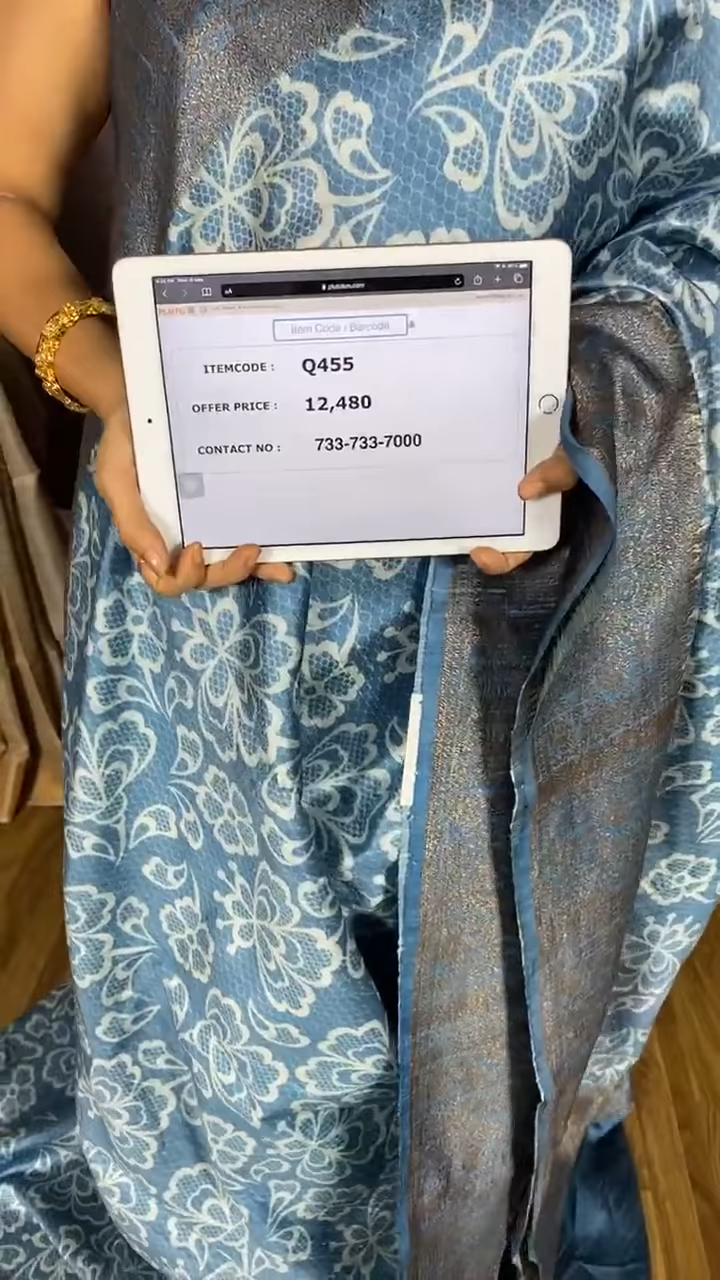 Item Code / Barcode
ITEMCODE : Q455
OFFER PRICE : 12,480
CONTACT NO : 733-733-7000